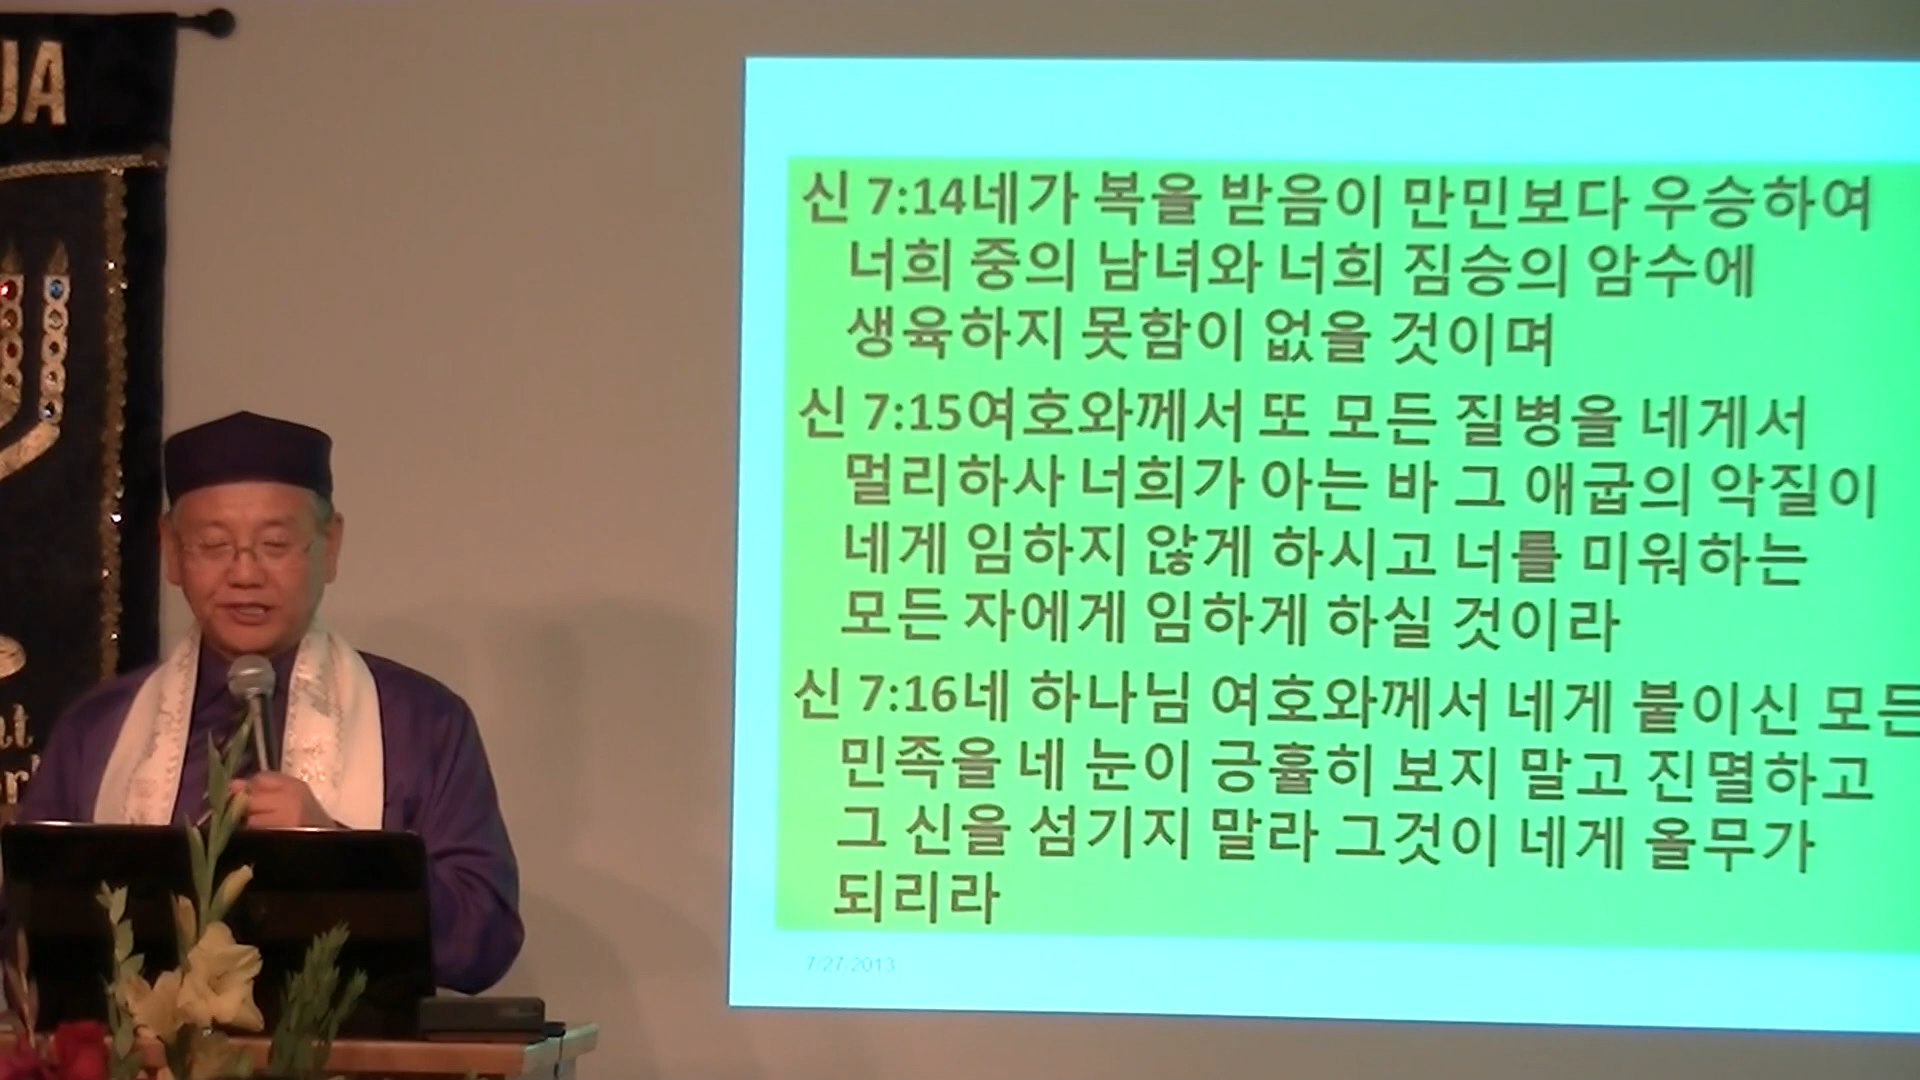 UA
신 7:14네가 복을 받음이 만민보다 우승하여
너희 중의 남녀와 너희 짐승의 암수에
생육하지 못함이 없을 것이며
신 7:15여호와께서 또 모든 질병을 네게서
멀리하사 너희가 아는 바 그 애굽의 악질이
네게 임하지 않게 하시고 너를 미워하는
모든 자에게 임하게 하실 것이라
신 7:16네 하나님 여호와께서 네게 붙이신 모든
민족을 네 눈이 긍휼히 보지 말고 진멸하고
그 신을 섬기지 말라 그것이 네게 올무가
되리라
7/27/2013